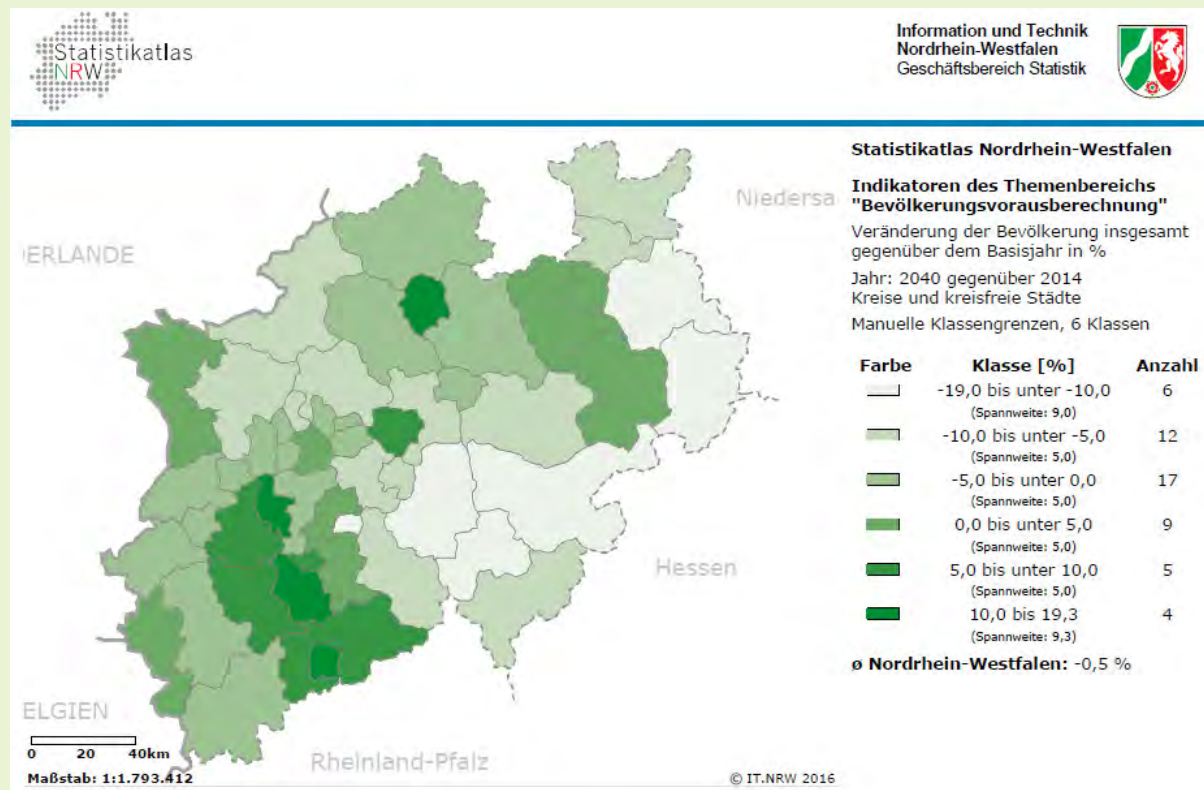 Statistikatlas
NRW
Information und Technik
Nordrhein-Westfalen
Geschäftsbereich Statistik
Statistikatlas Nordrhein-Westfalen
Indikatoren des Themenbereichs
"Bevölkerungsvorausberechnung"
Veränderung der Bevölkerung insgesamt
gegenüber dem Basisjahr in %
Jahr: 2040 gegenüber 2014
Kreise und kreisfreie Städte
Manuelle Klassengrenzen, 6 Klassen
Farbe Klasse [%] Anzahl
-19,0 bis unter -10,0 6
(Spannweite: 9,0)
-10,0 bis unter -5,0 12
(Spannweite: 5,0)
-5,0 bis unter 0,0 17
(Spannweite: 5,0)
0,0 bis unter 5,0 9
(Spannweite: 5,0)
5,0 bis unter 10,0 5
(Spannweite: 5,0)
10,0 bis 19,3 4
(Spannweite: 9,3)
ø Nordrhein-Westfalen: -0,5 %
Niedersa
DERLANDE
Hessen
ELGIEN
Rheinland-Pfalz
0 20 40km
Maßstab: 1:1.793.412
© IT.NRW 2016